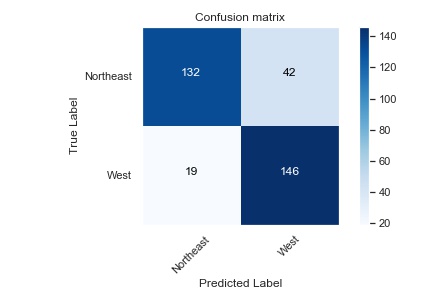 Confusion matrix
True Label
Northeast
132
42
West
19
146
Northeast
West
Predicted Label
140
120
100
80
60
40
20